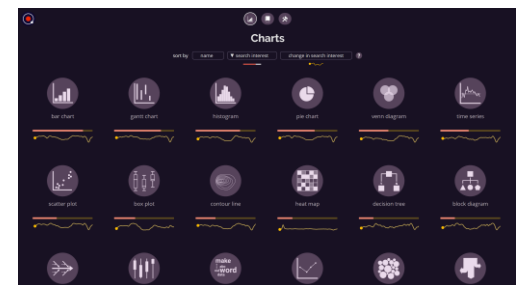 Charts
sort by name ▼ search interest change in search interest ?
bar chart gantt chart histogram pie chart venn diagram time series
scatter plot box plot contour line heat map decision tree block diagram
make
word